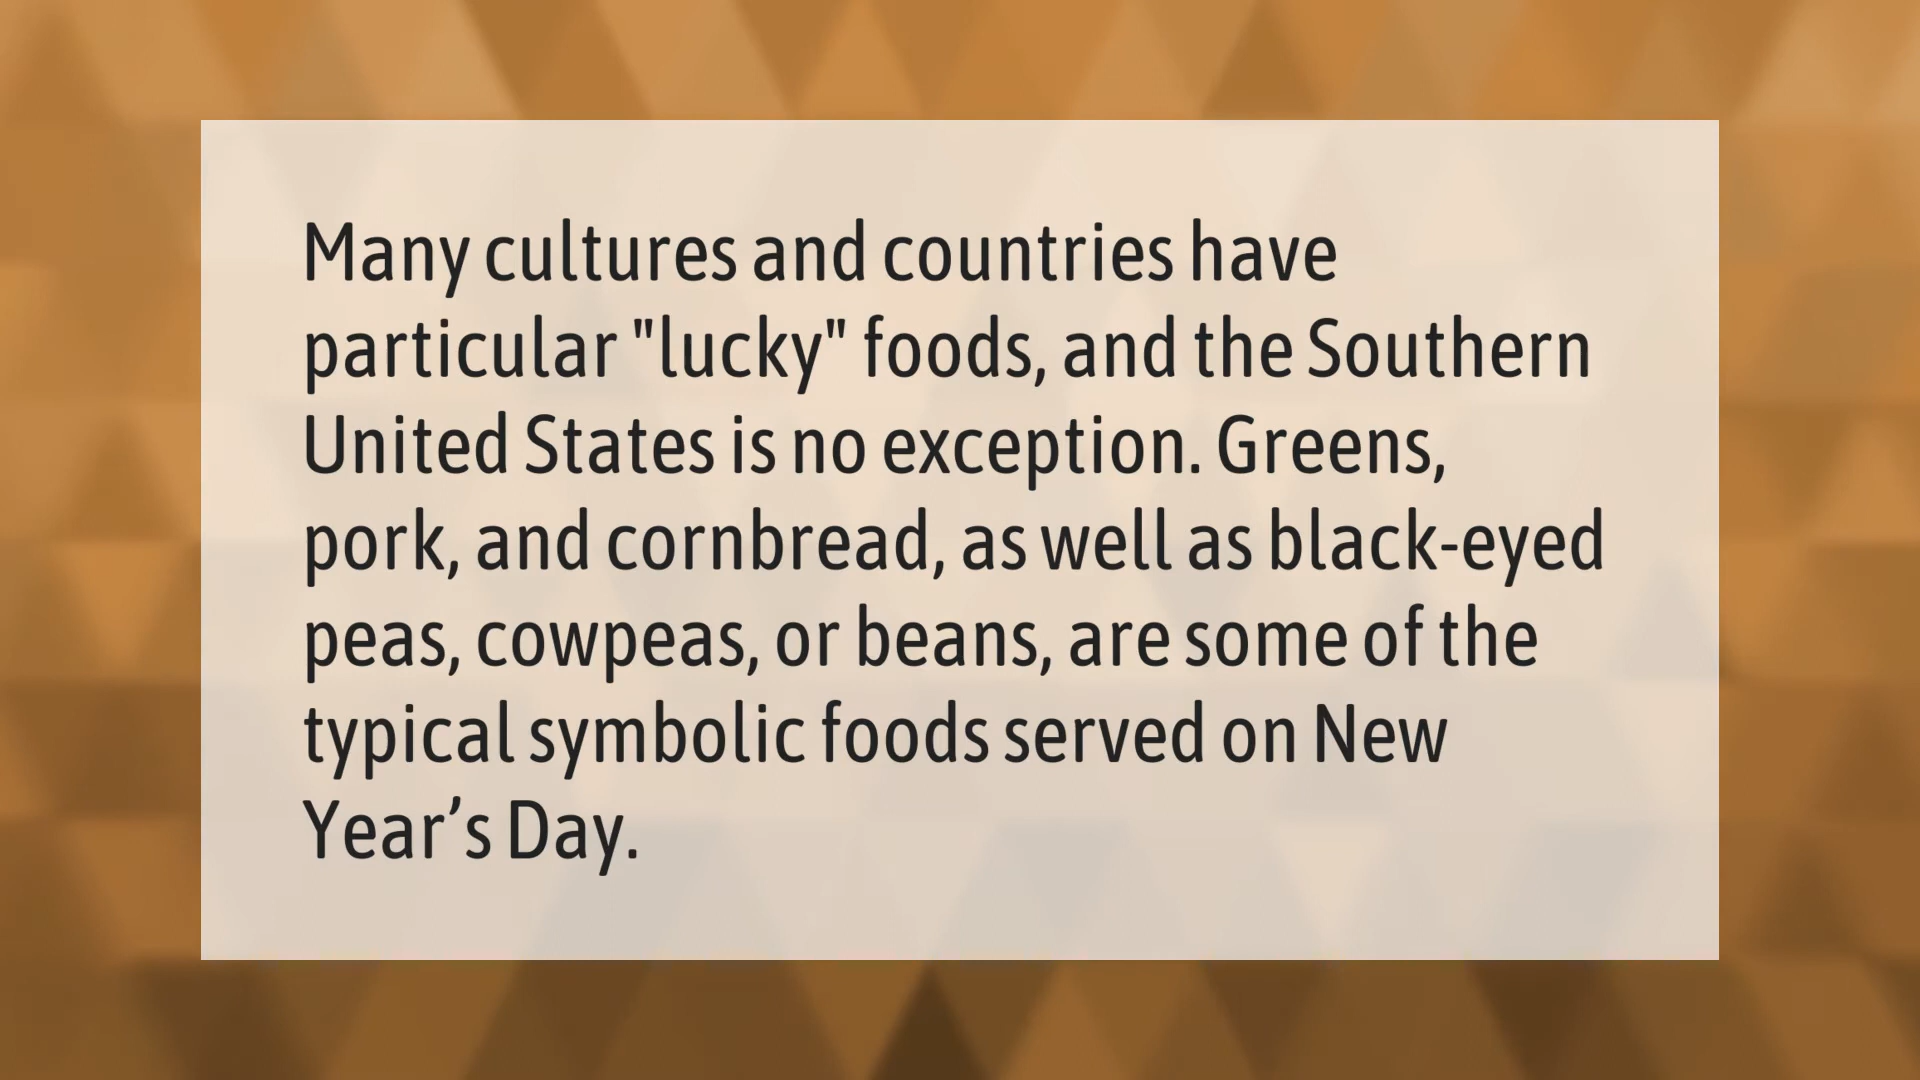 Many cultures and countries have
particular "lucky" foods, and the Southern
United States is no exception. Greens,
pork, and cornbread, as well as black-eyed
peas, cowpeas, or beans, are some of the
typical symbolic foods served on New
Year’s Day.